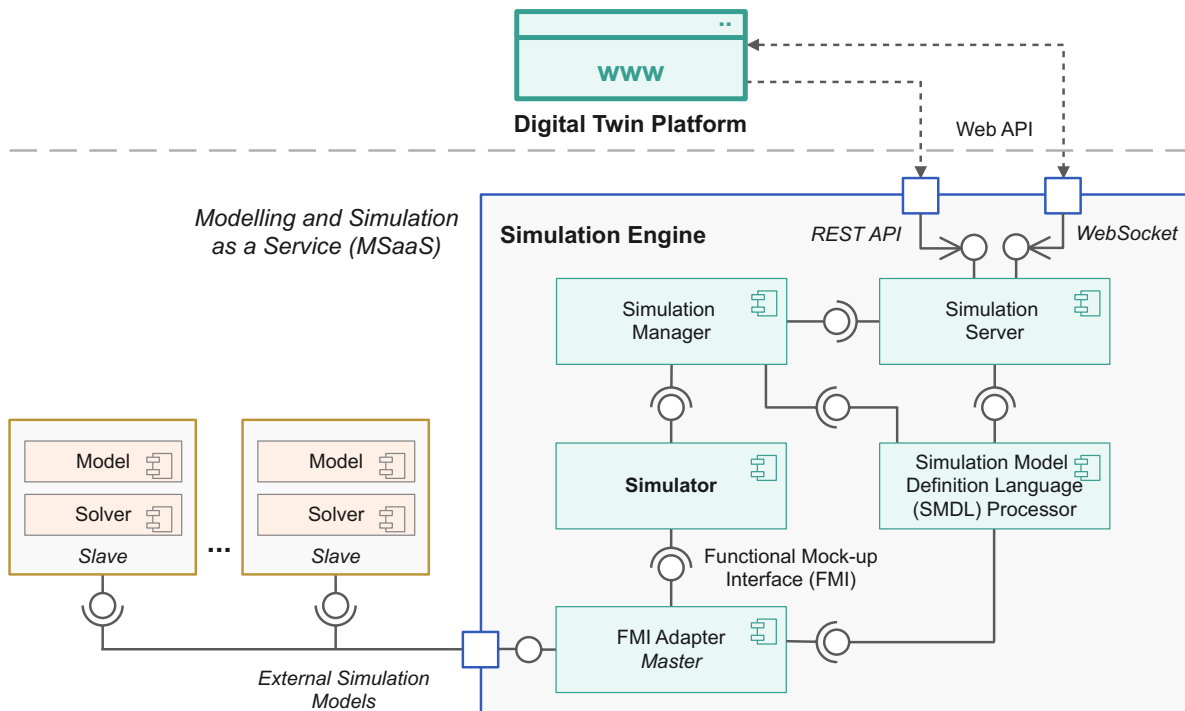 www
Digital Twin Platform
Web API
Modelling and Simulation
as a Service (MSaaS)
Simulation Engine
REST API
WebSocket
Simulation
Manager
Simulation
Server
Model
Solver
Slave
...
Model
Solver
Slave
Simulator
Simulation Model
Definition Language
(SMDL) Processor
Functional Mock-up
Interface (FMI)
FMI Adapter
Master
External Simulation
Models